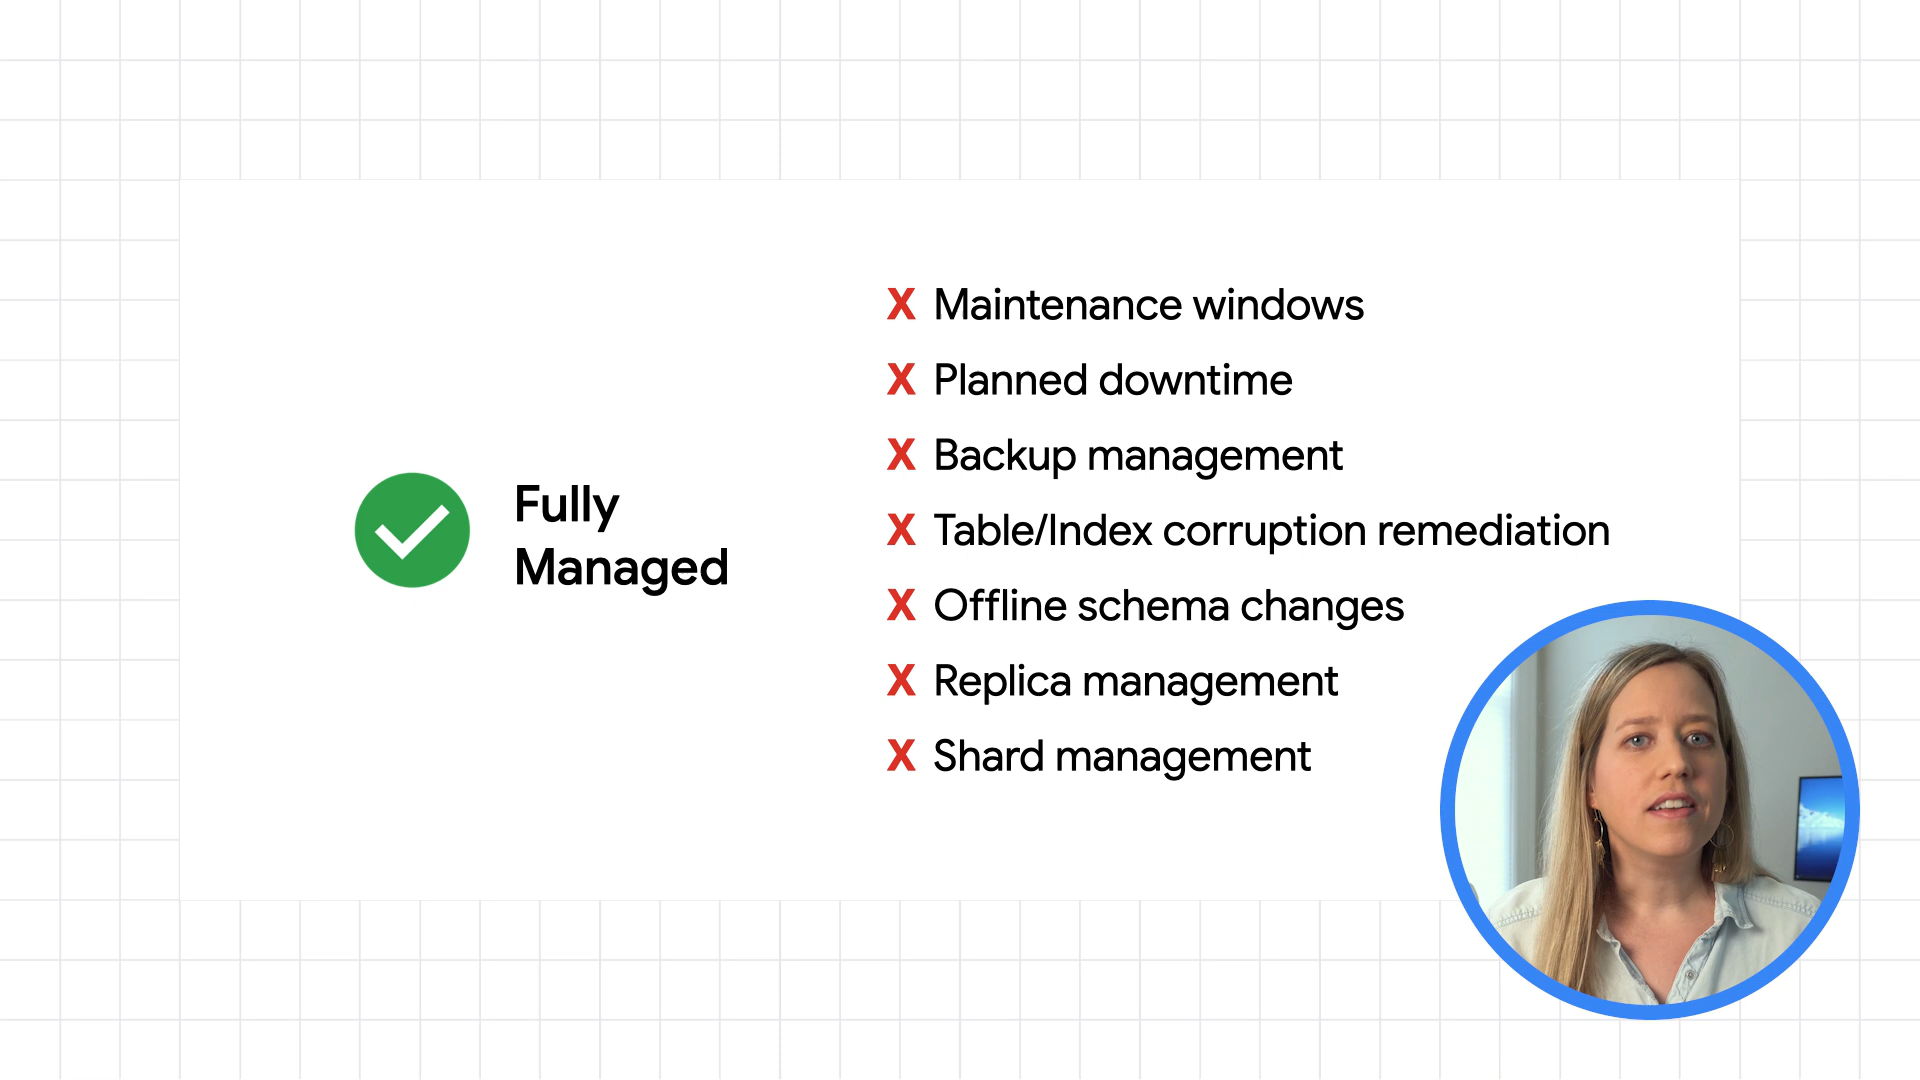 Fully
Managed
X Maintenance windows
X Planned downtime
X Backup management
X Table/Index corruption remediation
X Offline schema changes
X Replica management
X Shard management